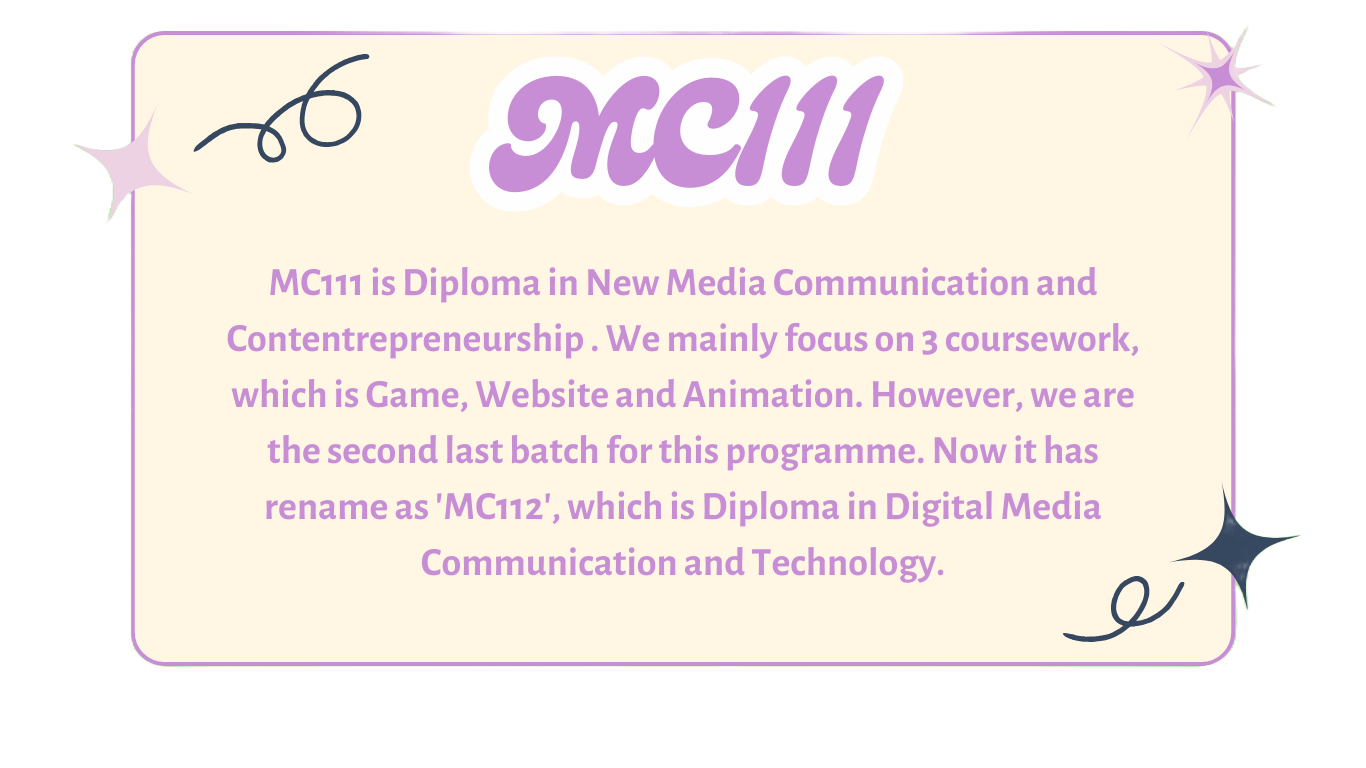 MC111
MC111 is Diploma in New Media Communication and
Contentrepreneurship . We mainly focus on 3 coursework,
which is Game, Website and Animation. However, we are
the second last batch for this programme. Now it has
rename as 'MC112', which is Diploma in Digital Media
Communication and Technology.